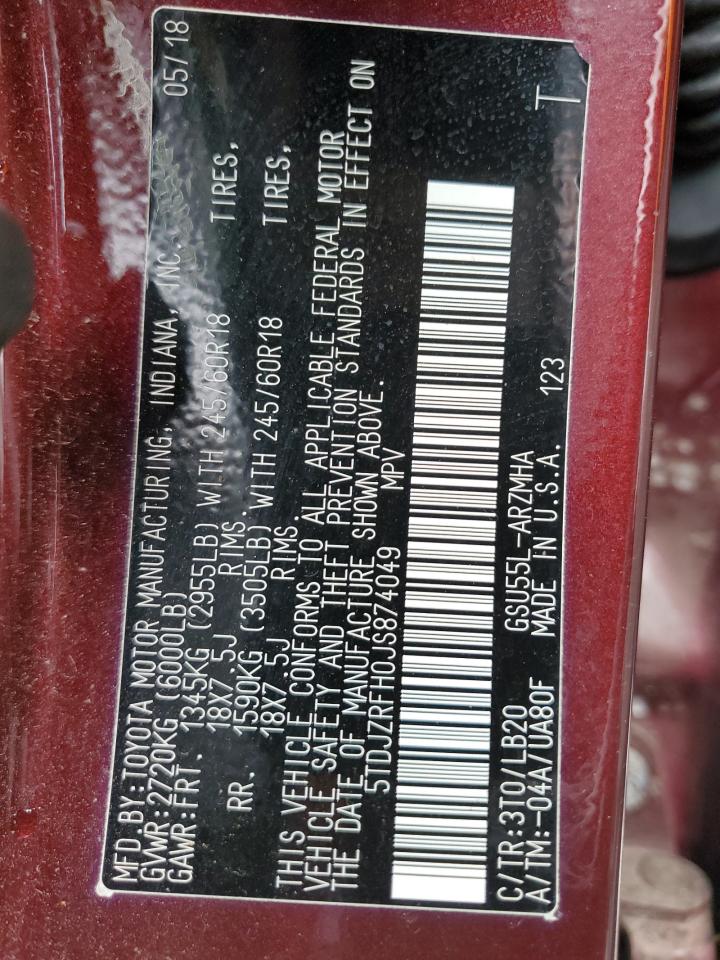 MFD.BY:TOYOTA MOTOR MANUFACTURING, INDIANA, INC. 05/18
GVWR:2720KG (6000LB)
GAWR:FRT. 1345KG (2955LB) WITH 245/60R18 TIRES,
18X7.5J RIMS.
RR. 1590KG (3505LB) WITH 245/60R18 TIRES,
18X7.5J RIMS.
THIS VEHICLE CONFORMS TO ALL APPLICABLE FEDERAL MOTOR
VEHICLE SAFETY AND THEFT PREVENTION STANDARDS IN EFFECT ON
THE DATE OF MANUFACTURE SHOWN ABOVE.
5TDJZRFH0JS874049 MPV
C/TR:3T0/LB20 GSU55L-ARZMHA T
A/TM:-04A/UA80F MADE IN U.S.A. 123